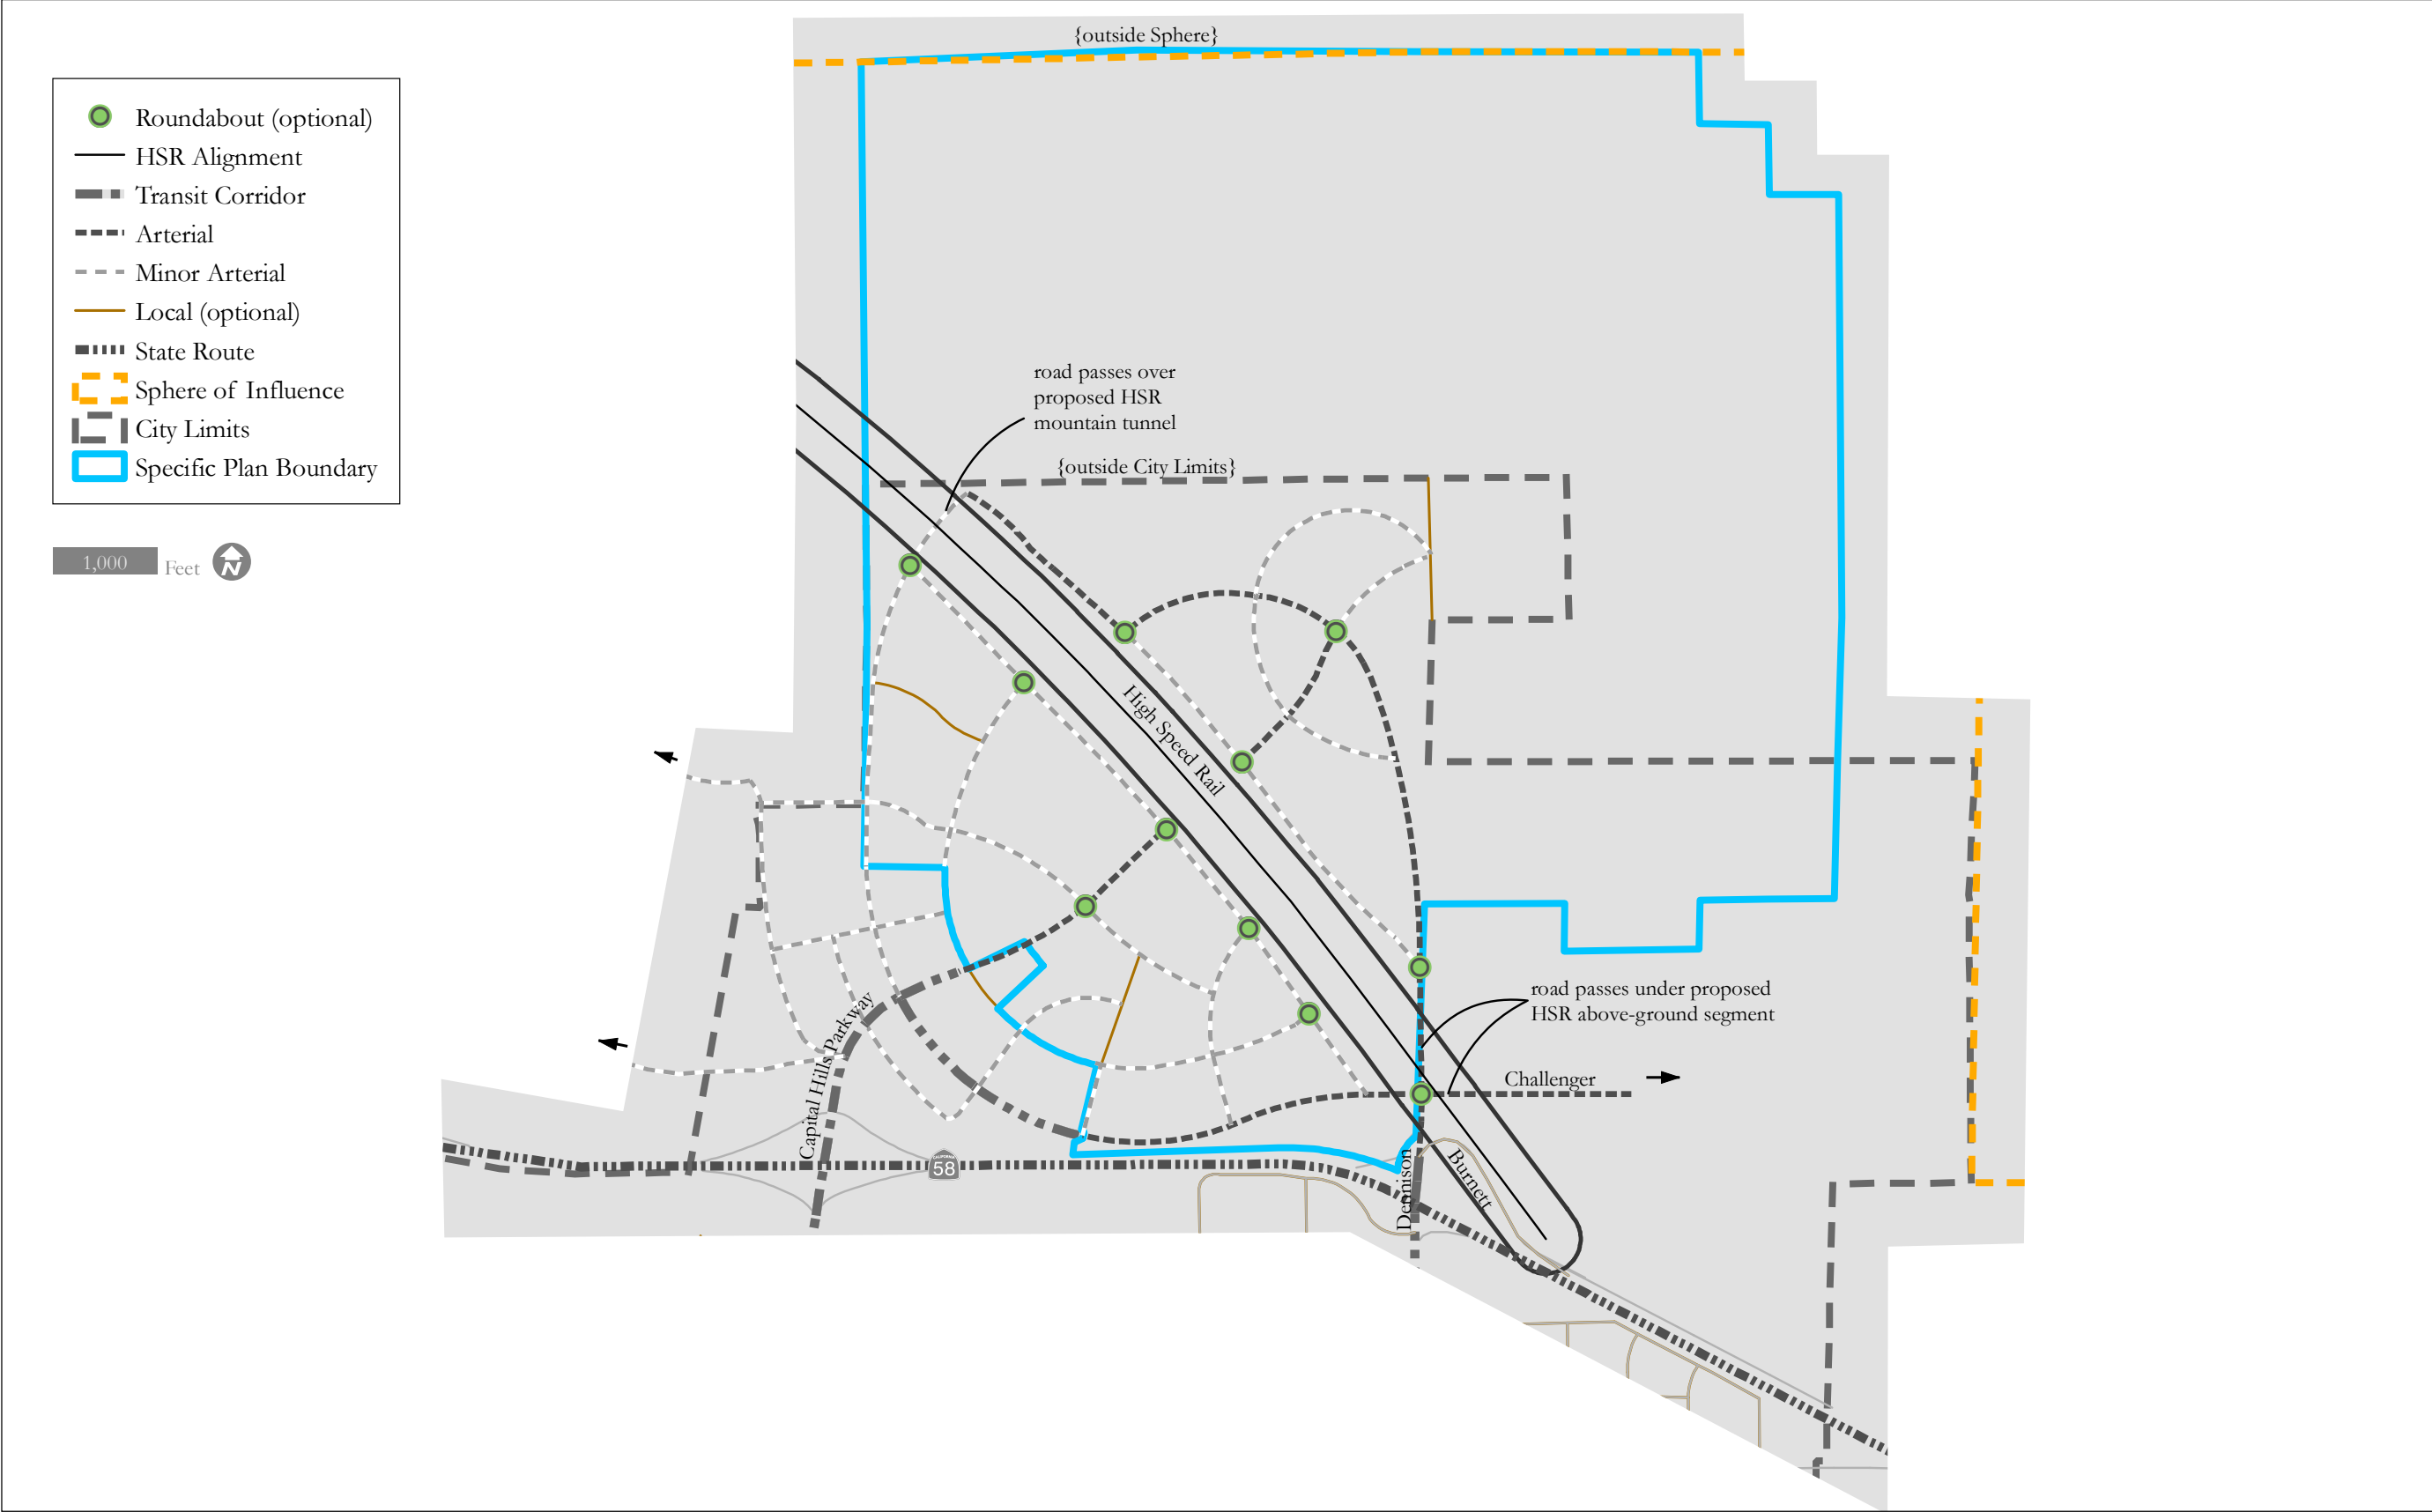 {outside Sphere}
Roundabout (optional)
HSR Alignment
Transit Corridor
Arterial
Minor Arterial
Local (optional)
State Route
Sphere of Influence
City Limits
Specific Plan Boundary
1,000 Feet
N
road passes over
proposed HSR
mountain tunnel
{outside City Limits}
High Speed Rail
road passes under proposed
HSR above-ground segment
Capital Hills Parkway
Challenger
CALIFORNIA
58
Dennison
Burnett